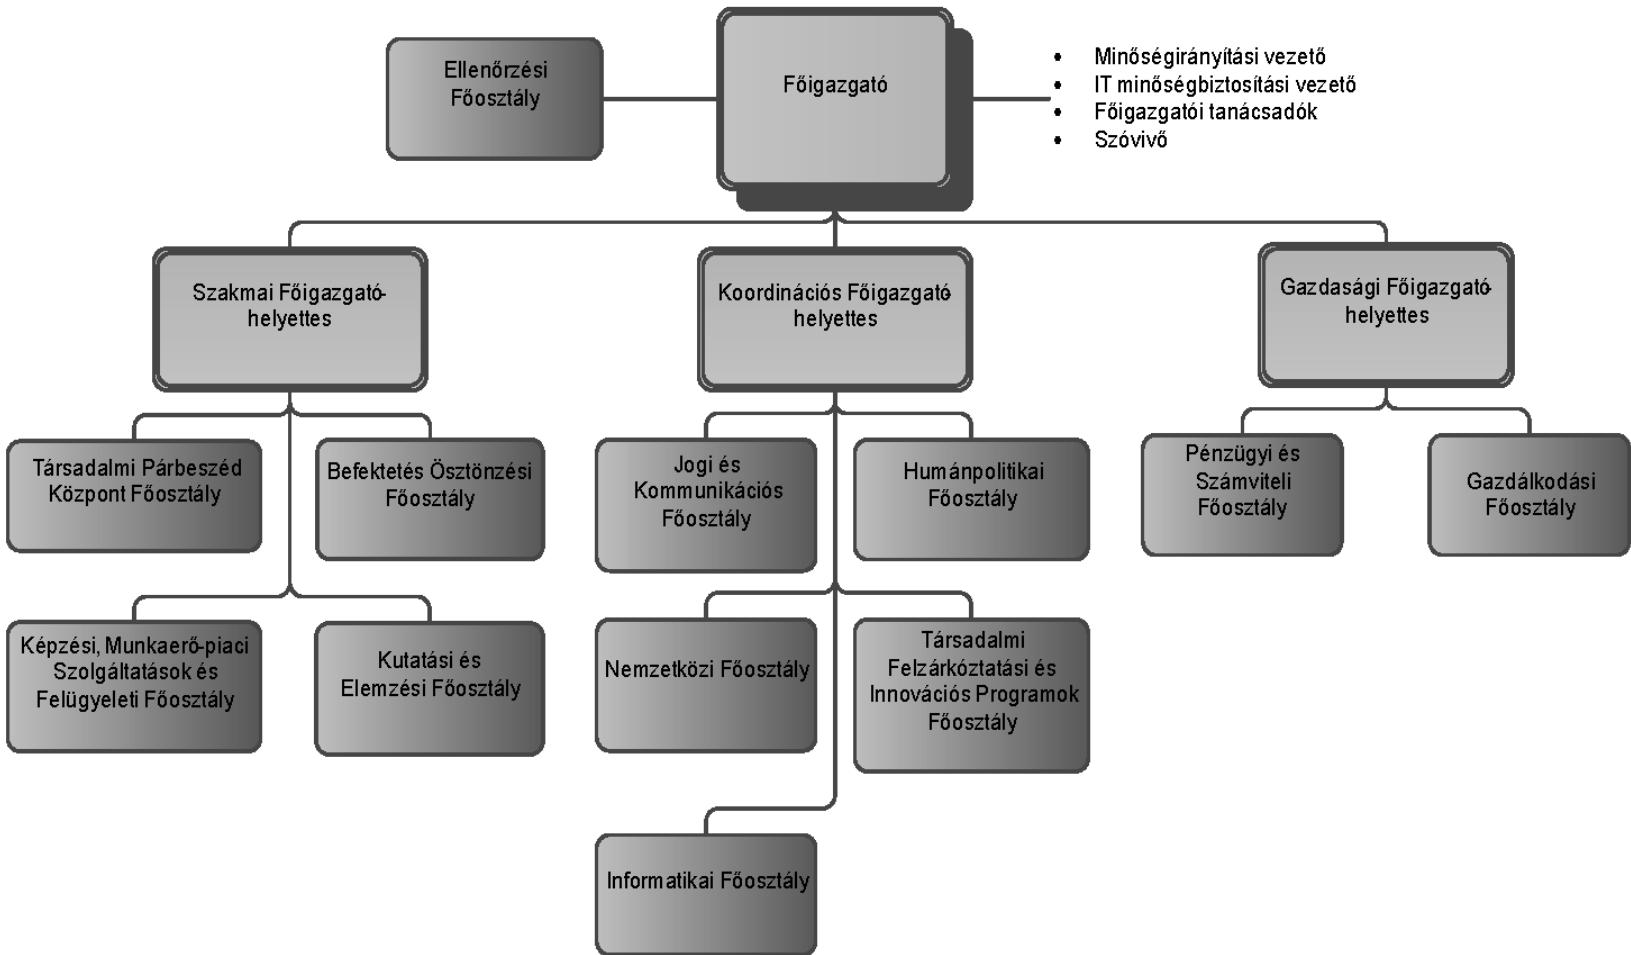 Ellenőrzési
Főosztály
Főigazgató
• Minőségirányítási vezető
• IT minőségbiztosítási vezető
• Főigazgatói tanácsadók
• Szóvivő
Szakmai Főigazgató-
helyettes
Koordinációs Főigazgató-
helyettes
Gazdasági Főigazgató-
helyettes
Társadalmi Párbeszéd
Központ Főosztály
Befektetés Ösztönzési
Főosztály
Jogi és
Kommunikációs
Főosztály
Humánpolitikai
Főosztály
Pénzügyi és
Számviteli
Főosztály
Gazdálkodási
Főosztály
Képzési, Munkaerő-piaci
Szolgáltatások és
Felügyeleti Főosztály
Kutatási és
Elemzési Főosztály
Nemzetközi Főosztály
Társadalmi
Felzárkóztatási és
Innovációs Programok
Főosztály
Informatikai Főosztály